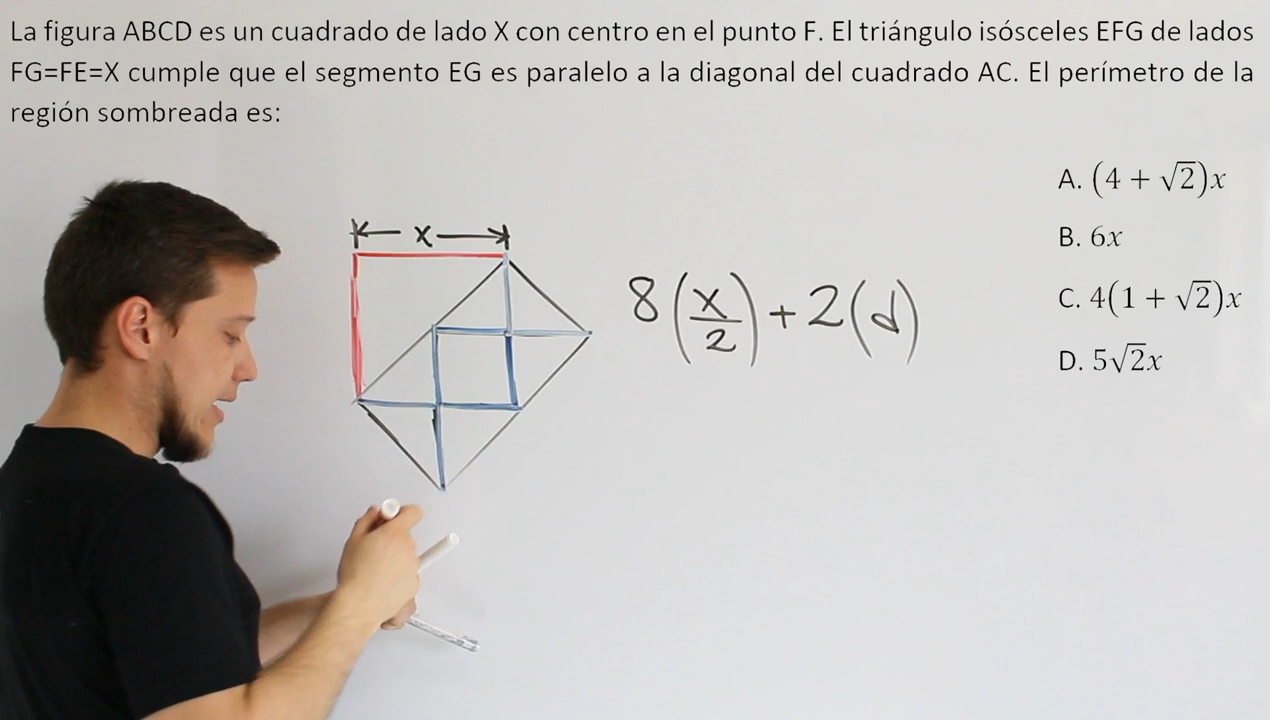 La figura ABCD es un cuadrado de lado X con centro en el punto F. El triángulo isósceles EFG de lados
FG=FE=X cumple que el segmento EG es paralelo a la diagonal del cuadrado AC. El perímetro de la
región sombreada es:
A. (4 + √2)x
B. 6x
C. 4(1 + √2)x
D. 5√2x
x
8(x/2) + 2(d)